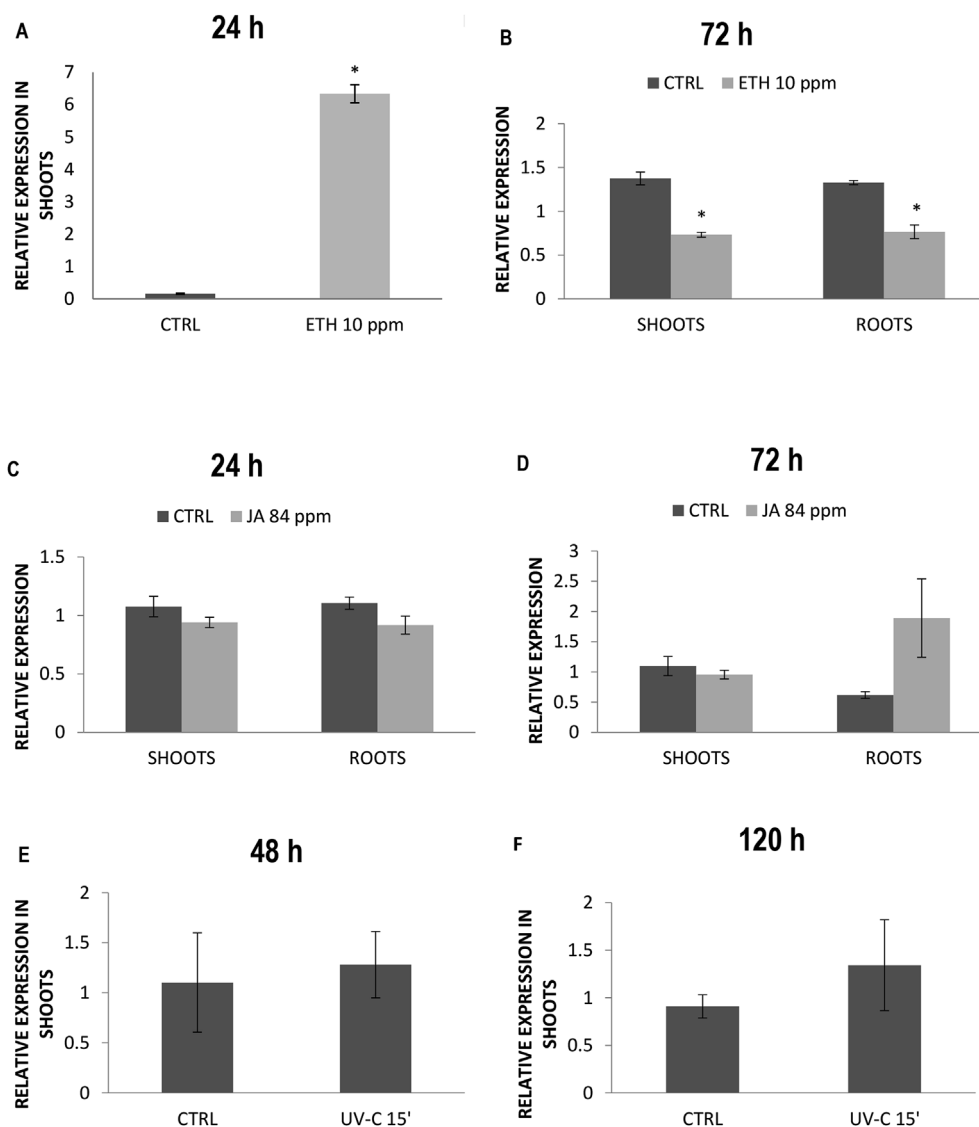 A
24 h
RELATIVE EXPRESSION IN
SHOOTS
7
6
5
4
3
2
1
0
*
CTRL
ETH 10 ppm
B
72 h
CTRL
ETH 10 ppm
RELATIVE EXPRESSION
2
1.5
1
0.5
0
*
*
SHOOTS
ROOTS
C
24 h
CTRL
JA 84 ppm
RELATIVE EXPRESSION
1.5
1
0.5
0
SHOOTS
ROOTS
D
72 h
CTRL
JA 84 ppm
RELATIVE EXPRESSION
3
2.5
2
1.5
1
0.5
0
SHOOTS
ROOTS
E
48 h
RELATIVE EXPRESSION IN
SHOOTS
2
1.5
1
0.5
0
CTRL
UV-C 15'
F
120 h
RELATIVE EXPRESSION IN
SHOOTS
2
1.5
1
0.5
0
CTRL
UV-C 15'